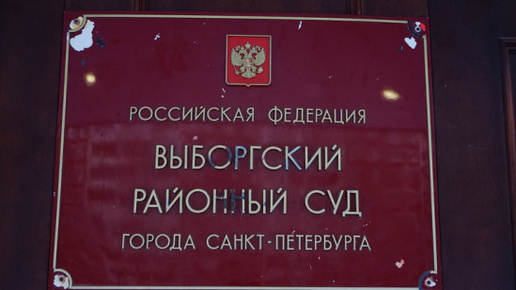 РОССИЙСКАЯ ФЕДЕРАЦИЯ
ВЫБОРГСКИЙ
РАЙОННЫЙ СУД
ГОРОДА САНКТ-ПЕТЕРБУРГА